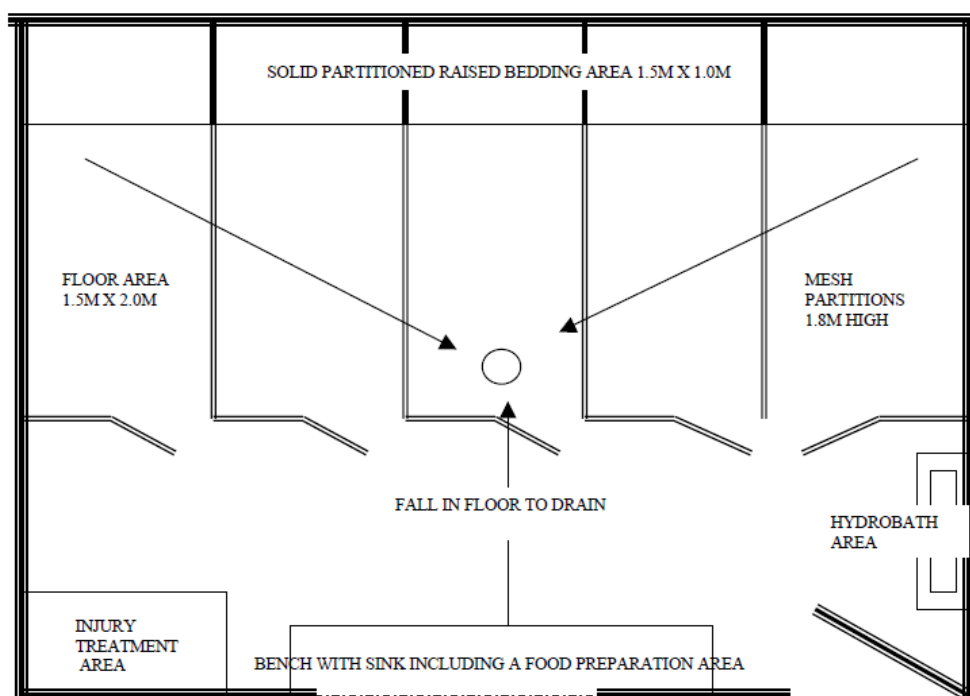 SOLID PARTITIONED RAISED BEDDING AREA 1.5M X 1.0M
FLOOR AREA
1.5M X 2.0M
MESH
PARTITIONS
1.8M HIGH
FALL IN FLOOR TO DRAIN
HYDROBATH
AREA
INJURY
TREATMENT
AREA
BENCH WITH SINK INCLUDING A FOOD PREPARATION AREA